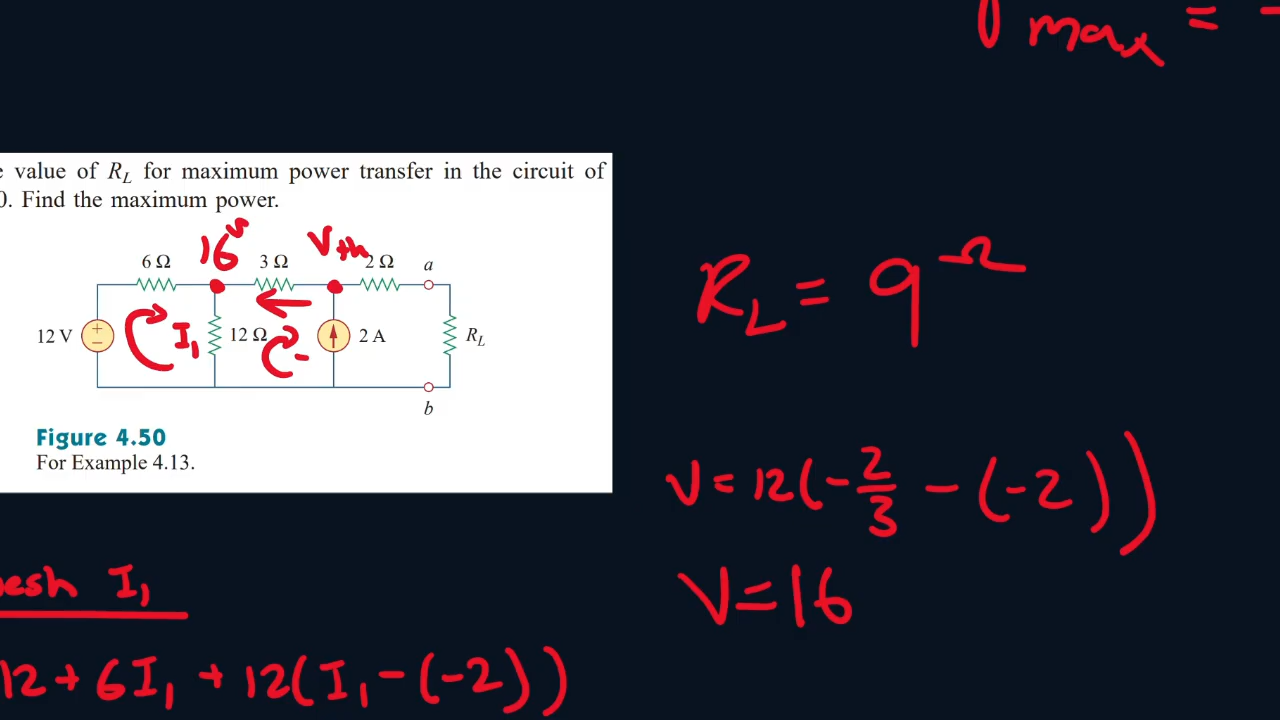 max =
e value of R_L for maximum power transfer in the circuit of
0. Find the maximum power.
16 V V_th
6 Ω 3 Ω 2 Ω a
12 V + − I_1 12 Ω − 2 A R_L
b
Figure 4.50
For Example 4.13.
R_L = 9 Ω
V = 12(-2/3 - (-2))
V = 16
esh I_1
12 + 6I_1 + 12(I_1 - (-2))